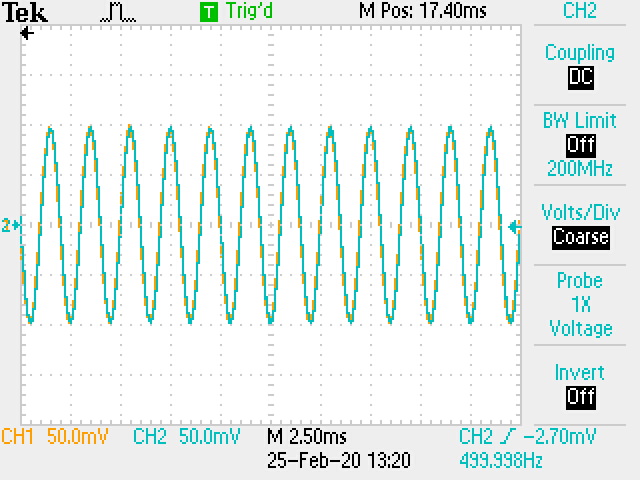 Tek T Trig'd M Pos: 17.40ms CH2
Coupling
DC
BW Limit
Off
200MHz
Volts/Div
Coarse
Probe
1X
Voltage
Invert
Off
2
CH1 50.0mV CH2 50.0mV M 2.50ms CH2 -2.70mV
25-Feb-20 13:20 499.998Hz